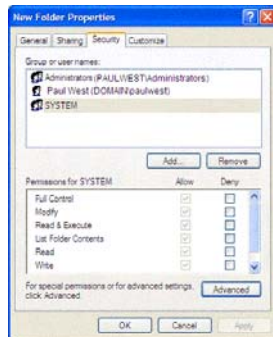 New Folder Properties
General Sharing Security Customize
Group or user names:
Administrators (PAULWEST\Administrators)
Paul West (DOMAIN\paulwest)
SYSTEM
Add... Remove
Permissions for SYSTEM Allow Deny
Full Control
Modify
Read & Execute
List Folder Contents
Read
Write
For special permissions or for advanced settings,
click Advanced.
Advanced
OK Cancel Apply